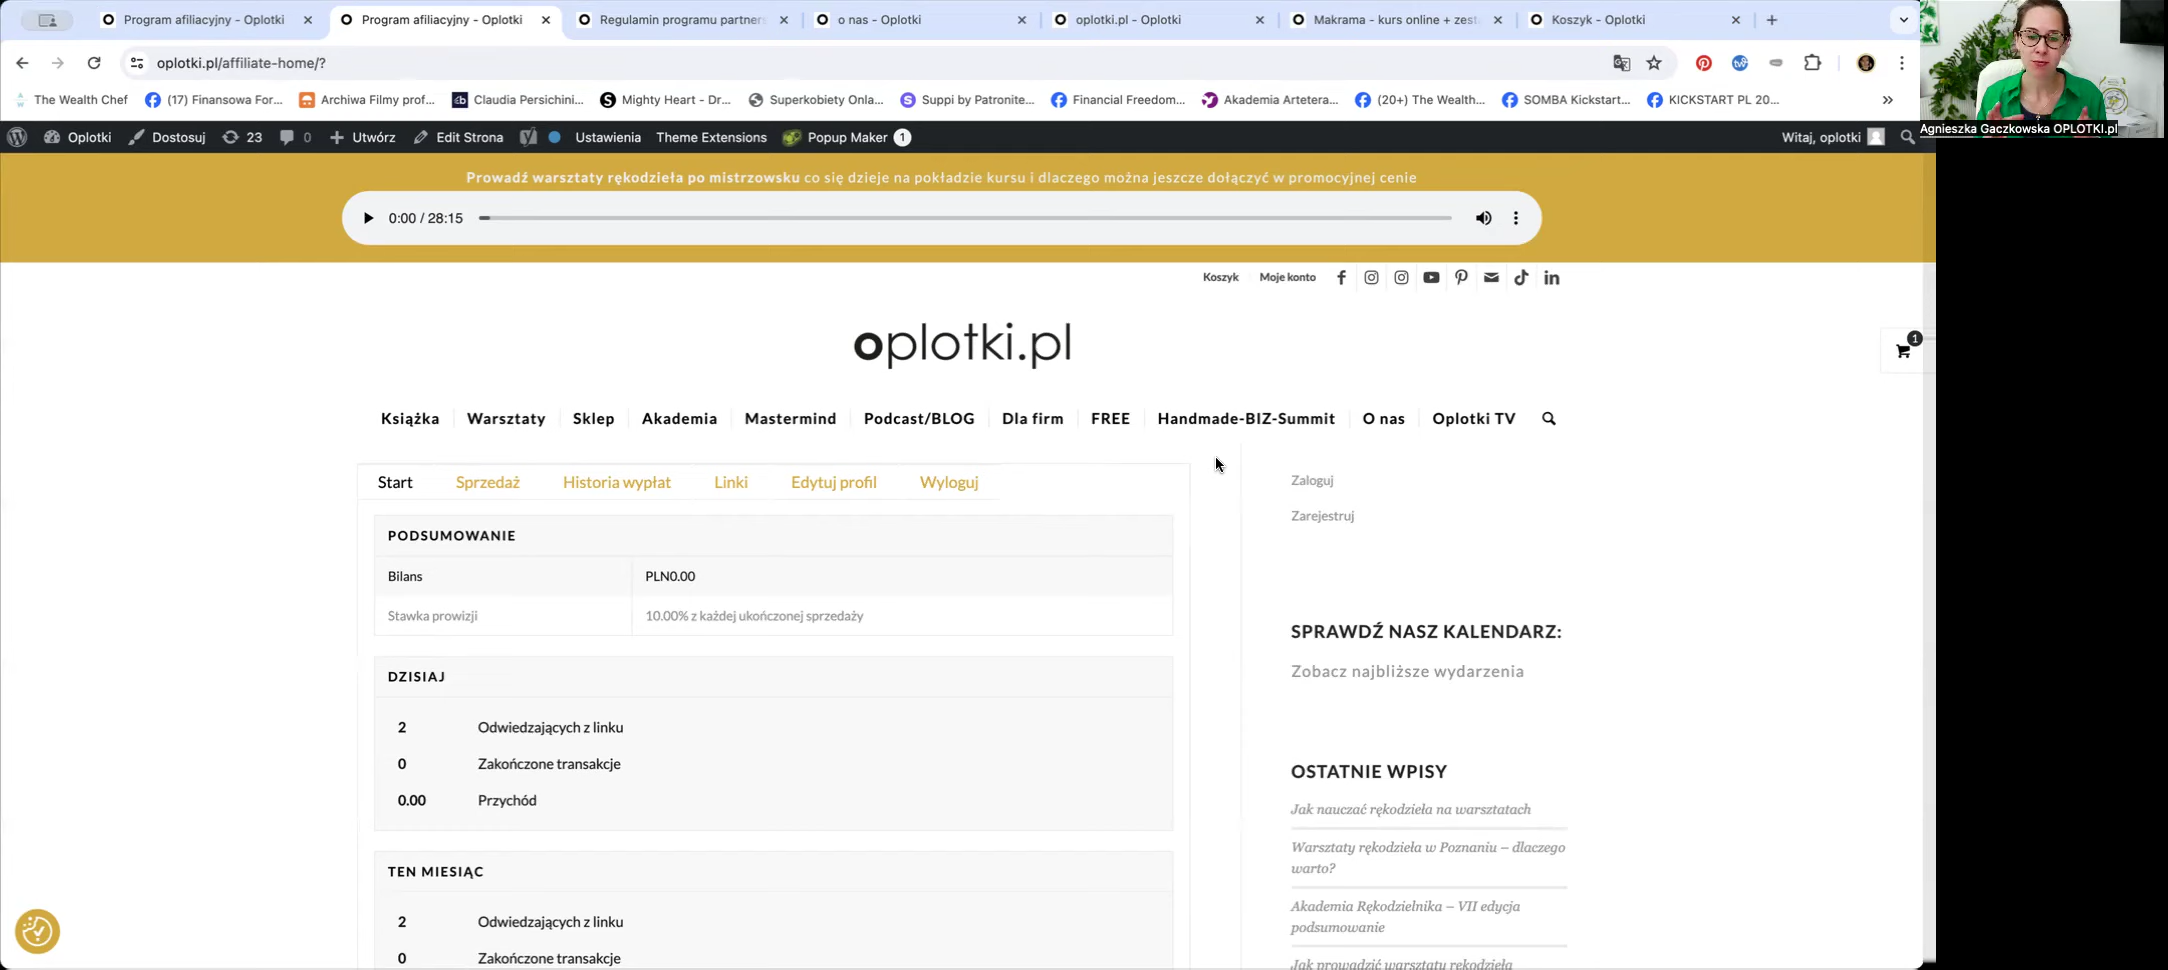 Program afiliacyjny - Oplotki
Program afiliacyjny - Oplotki
Regulamin programu partners
o nas - Oplotki
oplotki.pl - Oplotki
Makrama - kurs online + zest
Koszyk - Oplotki
oplotki.pl/affiliate-home/?
The Wealth Chef
(17) Finansowa For...
Archiwa Filmy prof...
Claudia Persichini...
Mighty Heart - Dr...
Superkobiety Onla...
Suppi by Patronite...
Financial Freedom...
Akademia Artetera...
(20+) The Wealth...
SOMBA Kickstart...
KICKSTART PL 20...
Agnieszka Gaczkowska OPLOTKI.pl
Oplotki
Dostosuj
23
0
Utwórz
Edit Strona
Ustawienia
Theme Extensions
Popup Maker 1
Witaj, oplotki
Prowadź warsztaty rękodzieła po mistrzowsku co się dzieje na pokładzie kursu i dlaczego można jeszcze dołączyć w promocyjnej cenie
0:00 / 28:15
Koszyk
Moje konto
oplotki.pl
1
Książka
Warsztaty
Sklep
Akademia
Mastermind
Podcast/BLOG
Dla firm
FREE
Handmade-BIZ-Summit
O nas
Oplotki TV
Start
Sprzedaż
Historia wypłat
Linki
Edytuj profil
Wyloguj
PODSUMOWANIE
Bilans PLN0.00
Stawka prowizji 10.00% z każdej ukończonej sprzedaży
DZISIAJ
2 Odwiedzających z linku
0 Zakończone transakcje
0.00 Przychód
TEN MIESIĄC
2 Odwiedzających z linku
0 Zakończone transakcje
Zaloguj
Zarejestruj
SPRAWDŹ NASZ KALENDARZ:
Zobacz najbliższe wydarzenia
OSTATNIE WPISY
Jak nauczać rękodzieła na warsztatach
Warsztaty rękodzieła w Poznaniu – dlaczego
warto?
Akademia Rękodzielnika – VII edycja
podsumowanie
Jak prowadzić warsztaty rękodzieła